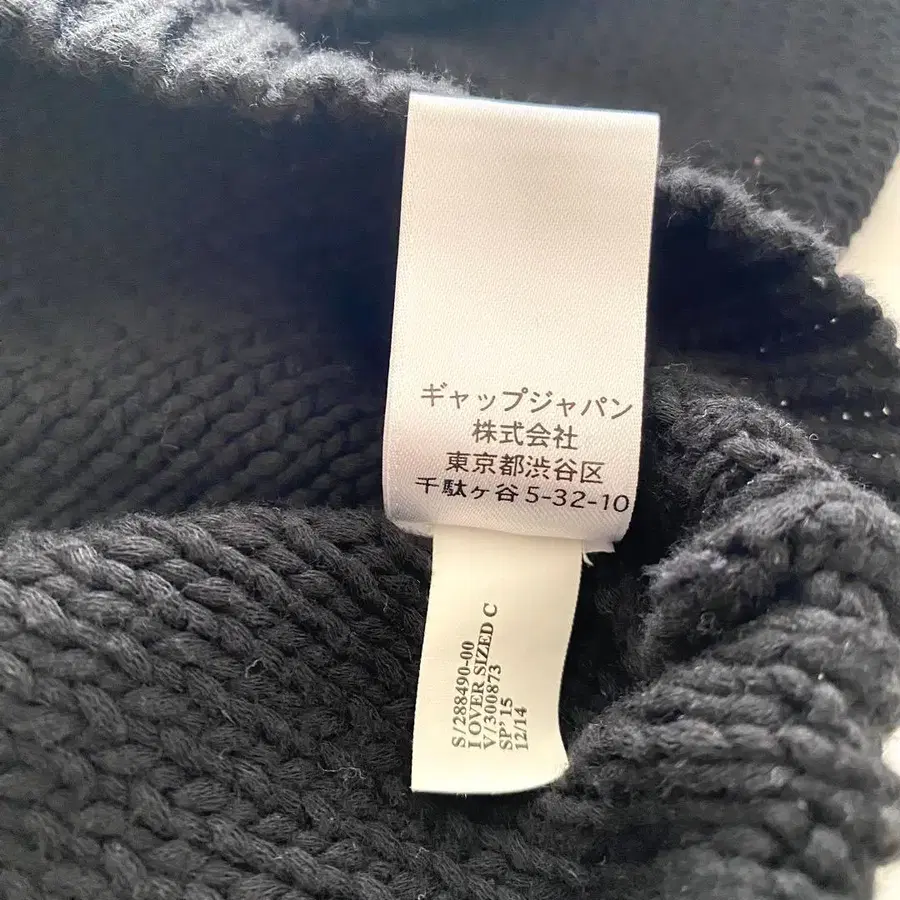 ギャップジャパン
株式会社
東京都渋谷区
千駄ヶ谷 5-32-10
S/288490-00
I OVER SIZED C
V/300873
SP' 15
12/14